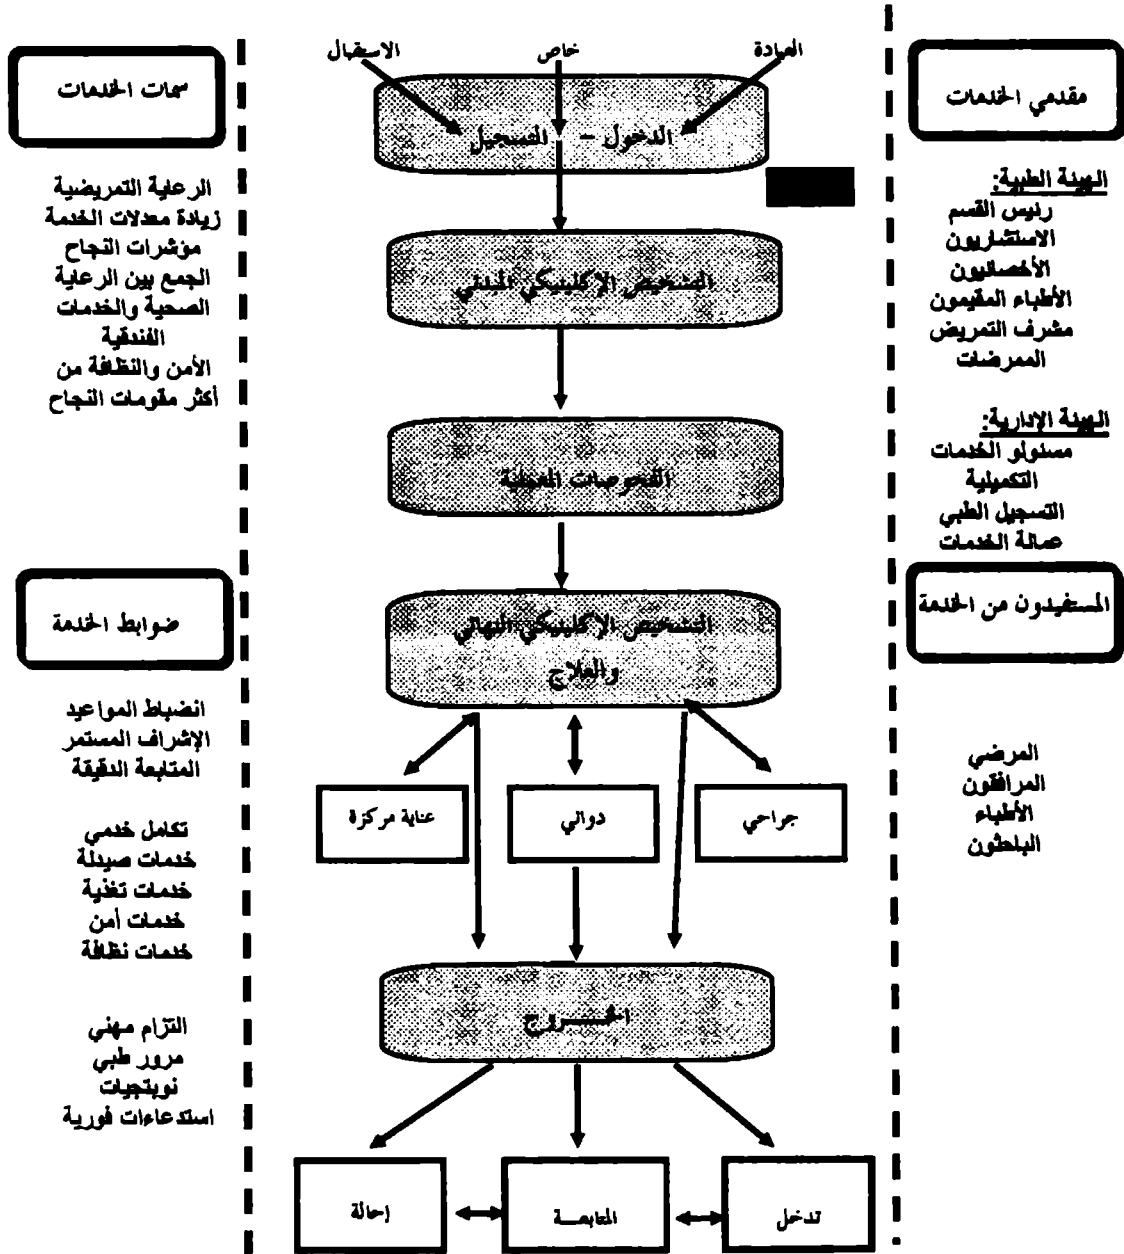 العيادة
خاص
الاستقبال
الدخول - التسجيل
التشخيص الإكلينيكي المبدئي
الفحوصات المعملية
التشخيص الإكلينيكي النهائي
والعلاج
جراحي
دوائي
عناية مركزة
الخـــروج
تدخل
المتابعـــة
إحالة
مقدمي الخدمات
الهيئة الطبية:
رئيس القسم
الاستشاريون
الأخصائيون
الأطباء المقيمون
مشرف التمريض
الممرضات
الهيئة الإدارية:
مسئولو الخدمات
التكميلية
التسجيل الطبي
عمالة الخدمات
المستفيدون من الخدمة
المرضي
المرافقون
الأطباء
الباحثون
سمات الخدمات
الرعاية التمريضية
زيادة معدلات الخدمة
مؤشرات النجاح
الجمع بين الرعاية
الصحية والخدمات
الفندقية
الأمن والنظافة من
أكثر مقومات النجاح
ضوابط الخدمة
انضباط المواعيد
الإشراف المستمر
المتابعة الدقيقة
تكامل خدمي
خدمات صيدلة
خدمات تغذية
خدمات أمن
خدمات نظافة
التزام مهني
مرور طبي
نوبتجيات
استدعاءات فورية